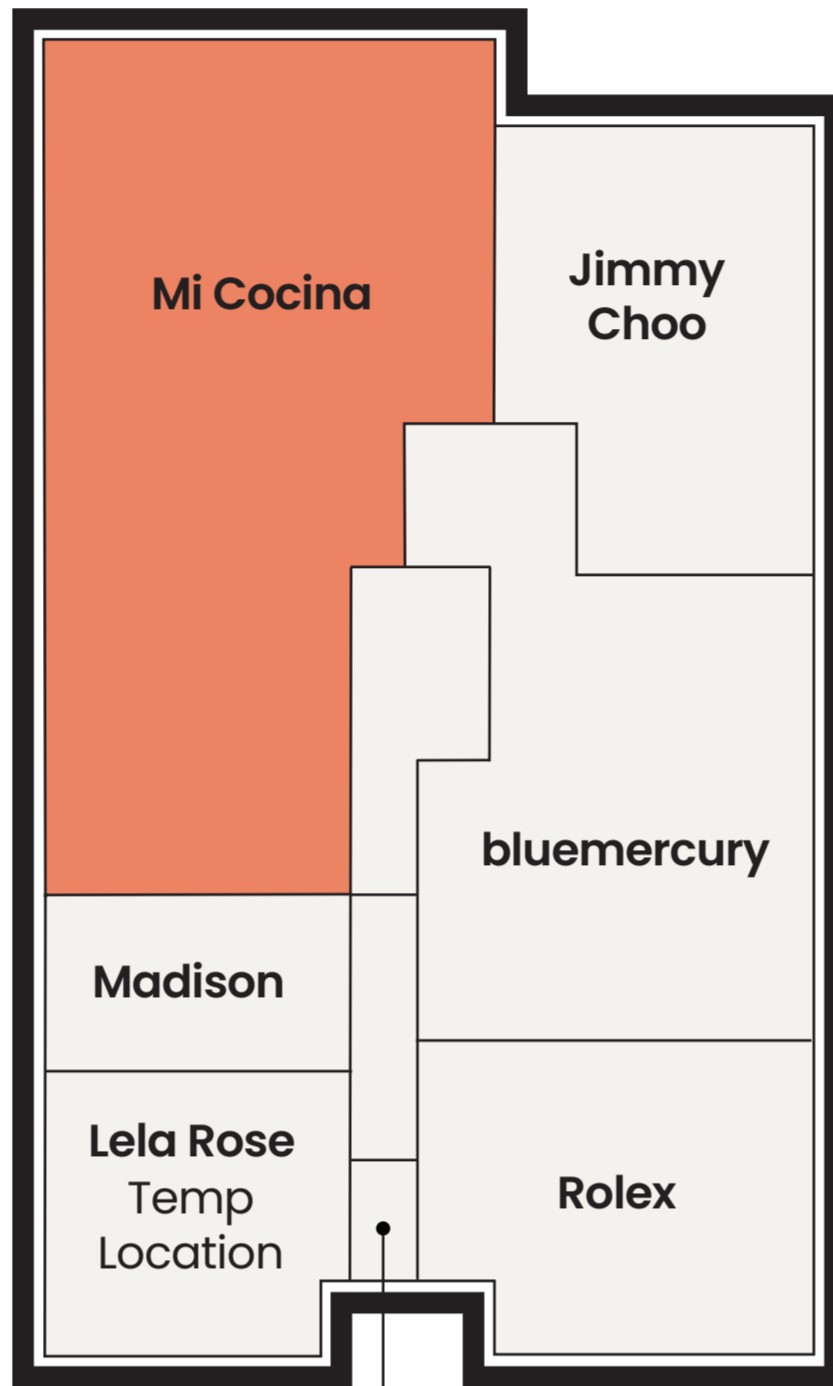 Mi Cocina
Jimmy
Choo
bluemercury
Madison
Lela Rose
Temp
Location
Rolex